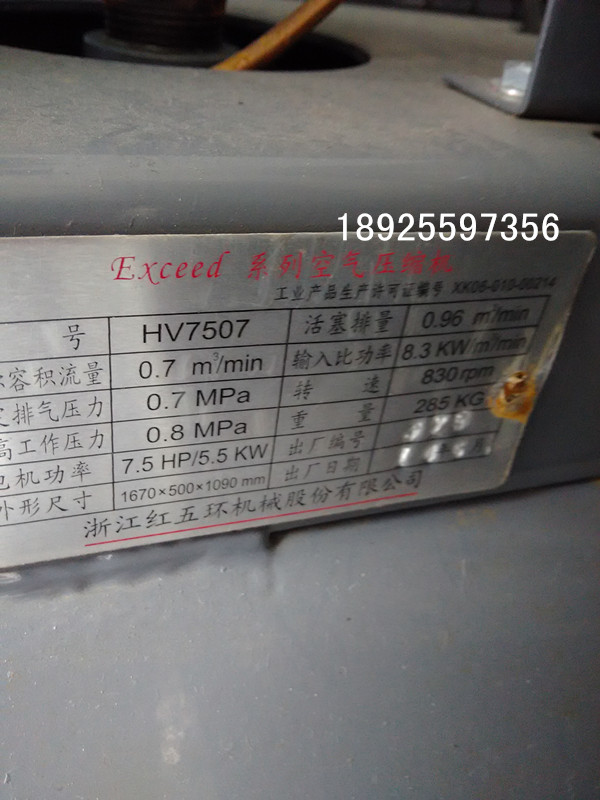 18925597356
Exceed 系列空气压缩机
工业产品生产许可证编号 XK06-010-00214
号 HV7507 活塞排量 0.96 m³/min
容积流量 0.7 m³/min 输入比功率 8.3 KW/m³/min
排气压力 0.7 MPa 转速 830 rpm
高工作压力 0.8 MPa 重量 285 KG
电机功率 7.5 HP/5.5 KW 出厂编号
外形尺寸 1670×500×1090 mm 出厂日期
浙江红五环机械股份有限公司